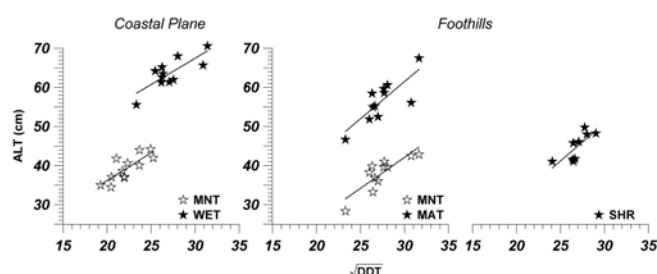 Coastal Plane
Foothills
70
60
50
40
30
ALT (cm)
☆ MNT
★ WET
15 20 25 30 35
70
60
50
40
30
☆ MNT
★ MAT
15 20 25 30 35
★ SHR
15 20 25 30 35
√DDT